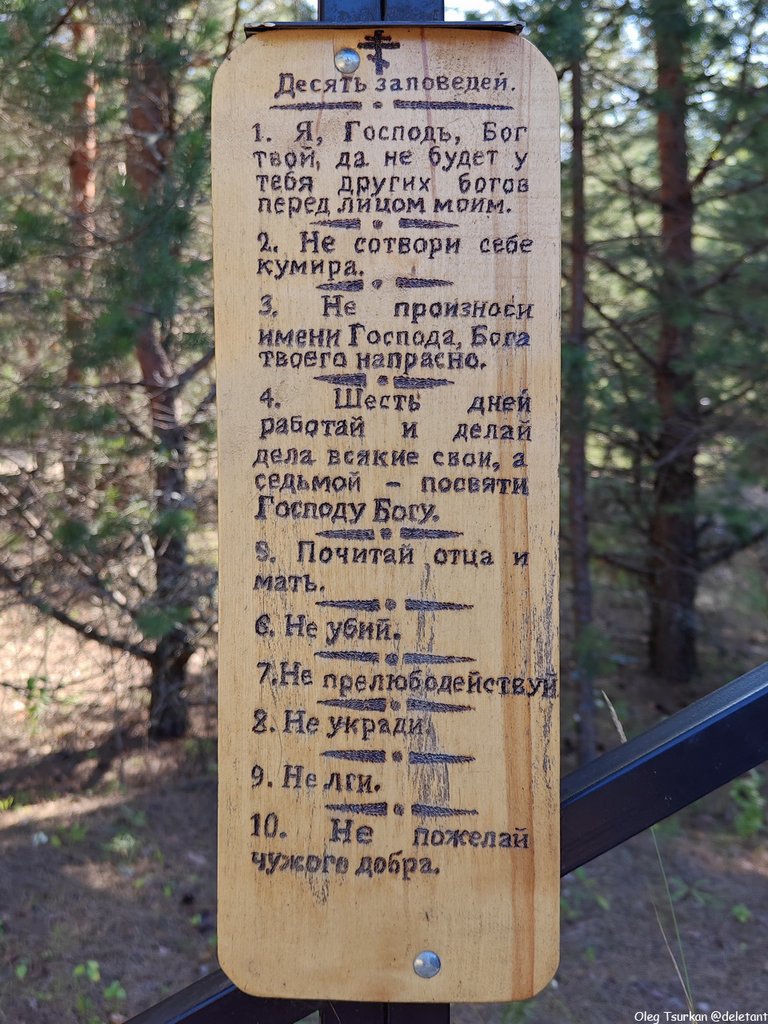 Десять заповедей.
1. Я, Господь, Бог
твой, да не будет у
тебя других богов
перед лицом моим.
2. Не сотвори себе
кумира.
3. Не произноси
имени Господа, Бога
твоего напрасно.
4. Шесть дней
работай и делай
дела всякие свои, а
седьмой - посвяти
Господу Богу.
5. Почитай отца и
мать.
6. Не убий.
7.Не прелюбодействуй
8. Не укради.
9. Не лги.
10. Не пожелай
чужого добра.
Oleg Tsurkan @deletant